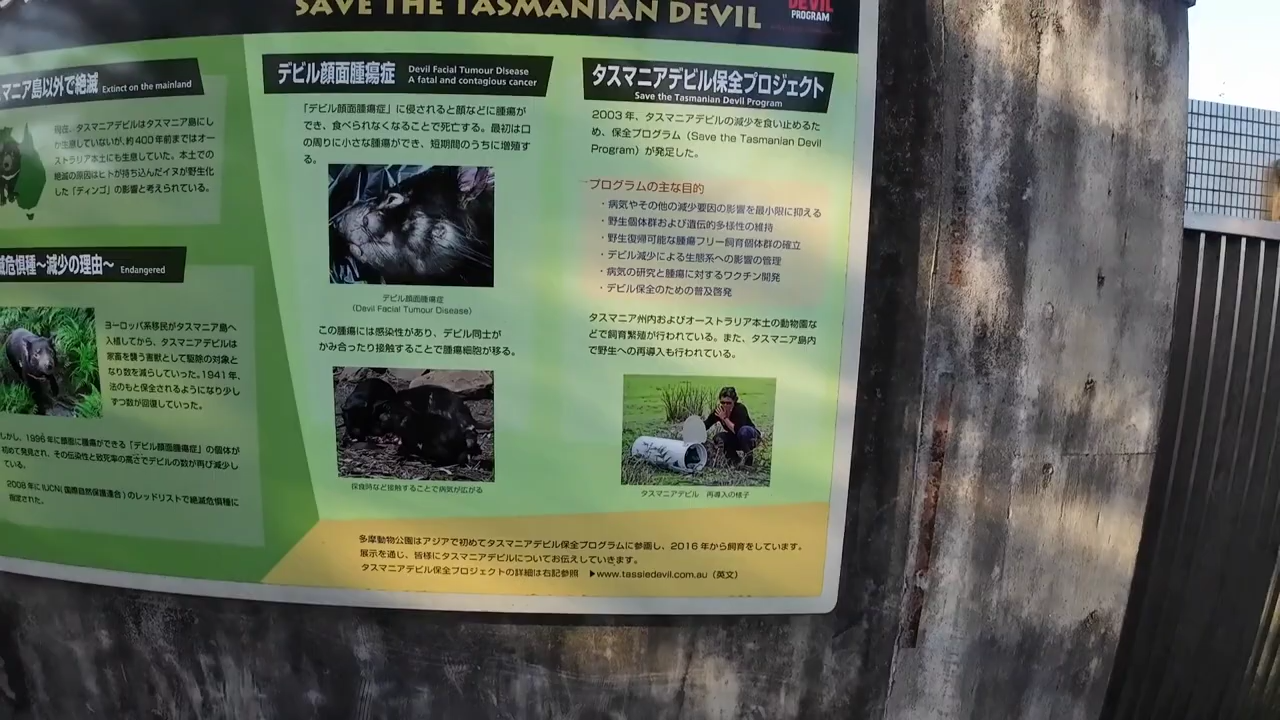 SAVE THE TASMANIAN DEVIL
DEVIL
PROGRAM
マニア島以外で絶滅 Extinct on the mainland
現在、タスマニアデビルはタスマニア島にし
か生息していないが、約400年前まではオー
ストラリア本土にも生息していた。本土での
絶滅の原因はヒトが持ち込んだイヌが野生化
した「ディンゴ」の影響と考えられている。
危惧種〜減少の理由〜 Endangered
ヨーロッパ系移民がタスマニア島へ
入植してから、タスマニアデビルは
家畜を襲う害獣として駆除の対象と
なり数を減らしていった。1941年、
法のもと保全されるようになり少し
ずつ数が回復していった。
しかし、1996年に顔面に腫瘍ができる「デビル顔面腫瘍症」の個体が
初めて発見され、その伝染性と致死率の高さでデビルの数が再び減少し
ている。
2008年にIUCN(国際自然保護連合)のレッドリストで絶滅危惧種に
指定された。
デビル顔面腫瘍症 Devil Facial Tumour Disease
A fatal and contagious cancer
「デビル顔面腫瘍症」に侵されると顔などに腫瘍が
でき、食べられなくなることで死亡する。最初は口
の周りに小さな腫瘍ができ、短期間のうちに増殖す
る。
デビル顔面腫瘍症
（Devil Facial Tumour Disease）
この腫瘍には感染性があり、デビル同士が
かみ合ったり接触することで腫瘍細胞が移る。
採食時など接触することで病気が広がる
タスマニアデビル保全プロジェクト
Save the Tasmanian Devil Program
2003年、タスマニアデビルの減少を食い止めるた
め、保全プログラム（Save the Tasmanian Devil
Program）が発足した。
プログラムの主な目的
・病気やその他の減少要因の影響を最小限に抑える
・野生個体群および遺伝的多様性の維持
・野生復帰可能な腫瘍フリー飼育個体群の確立
・デビル減少による生態系への影響の管理
・病気の研究と腫瘍に対するワクチン開発
・デビル保全のための普及啓発
タスマニア州内およびオーストラリア本土の動物園な
どで飼育繁殖が行われている。また、タスマニア島内
で野生への再導入も行われている。
タスマニアデビル 再導入の様子
多摩動物公園はアジアで初めてタスマニアデビル保全プログラムに参画し、2016年から飼育をしています。
展示を通じ、皆様にタスマニアデビルについてお伝えしていきます。
タスマニアデビル保全プロジェクトの詳細は右記参照 ▶www.tassiedevil.com.au（英文）